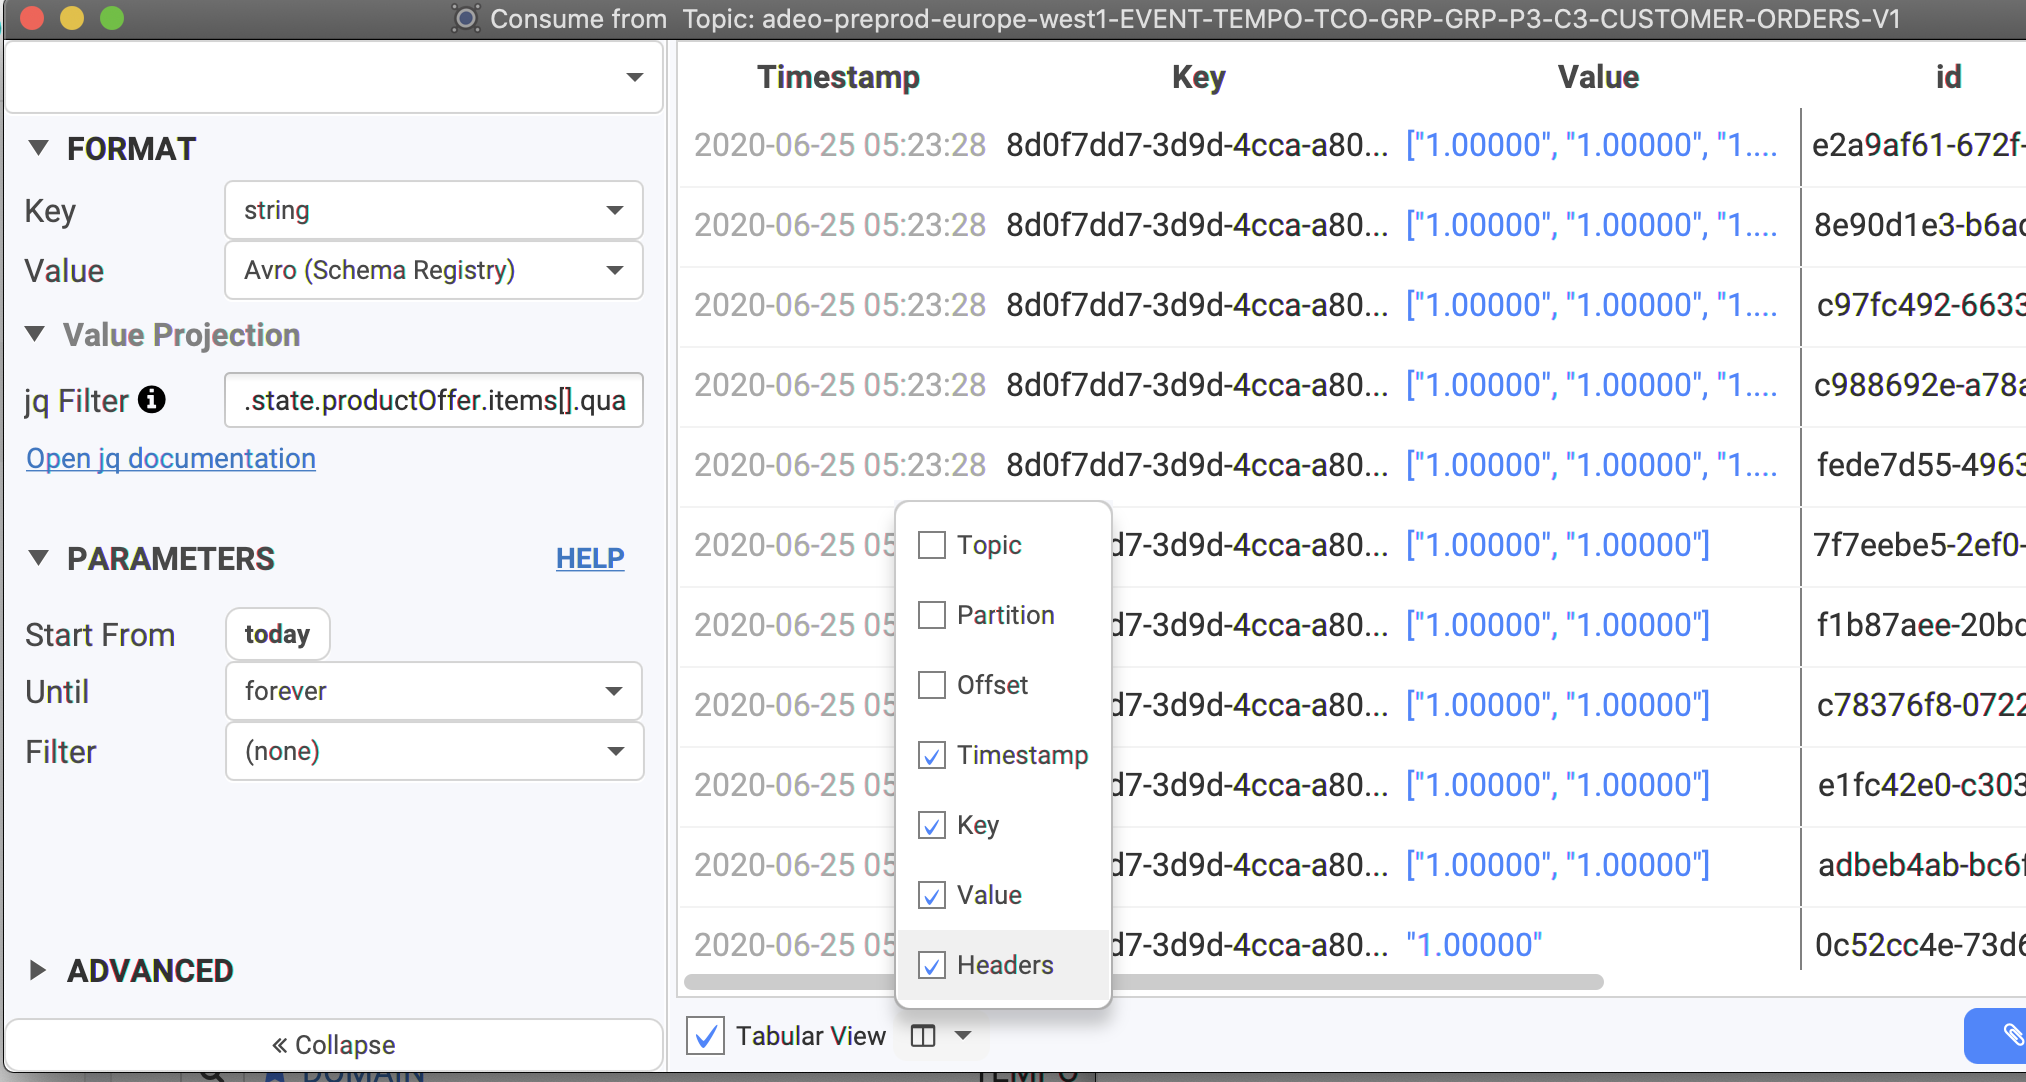 Consume from Topic: adeo-preprod-europe-west1-EVENT-TEMPO-TCO-GRP-GRP-P3-C3-CUSTOMER-ORDERS-V1
FORMAT
Key string
Value Avro (Schema Registry)
Value Projection
jq Filter .state.productOffer.items[].qua
Open jq documentation
PARAMETERS HELP
Start From today
Until forever
Filter (none)
ADVANCED
« Collapse
Timestamp Key Value id
2020-06-25 05:23:28 8d0f7dd7-3d9d-4cca-a80... ["1.00000", "1.00000", "1.... e2a9af61-672f-
2020-06-25 05:23:28 8d0f7dd7-3d9d-4cca-a80... ["1.00000", "1.00000", "1.... 8e90d1e3-b6ad
2020-06-25 05:23:28 8d0f7dd7-3d9d-4cca-a80... ["1.00000", "1.00000", "1.... c97fc492-6633
2020-06-25 05:23:28 8d0f7dd7-3d9d-4cca-a80... ["1.00000", "1.00000", "1.... c988692e-a78a
2020-06-25 05:23:28 8d0f7dd7-3d9d-4cca-a80... ["1.00000", "1.00000", "1.... fede7d55-4963
2020-06-25 05 d7-3d9d-4cca-a80... ["1.00000", "1.00000"] 7f7eebe5-2ef0-
2020-06-25 05 d7-3d9d-4cca-a80... ["1.00000", "1.00000"] f1b87aee-20bd
2020-06-25 05 d7-3d9d-4cca-a80... ["1.00000", "1.00000"] c78376f8-0722
2020-06-25 05 d7-3d9d-4cca-a80... ["1.00000", "1.00000"] e1fc42e0-c303
2020-06-25 05 d7-3d9d-4cca-a80... ["1.00000", "1.00000"] adbeb4ab-bc6f
2020-06-25 05 d7-3d9d-4cca-a80... "1.00000" 0c52cc4e-73d6
Topic
Partition
Offset
Timestamp
Key
Value
Headers
Tabular View
DOMAIN TEMPO